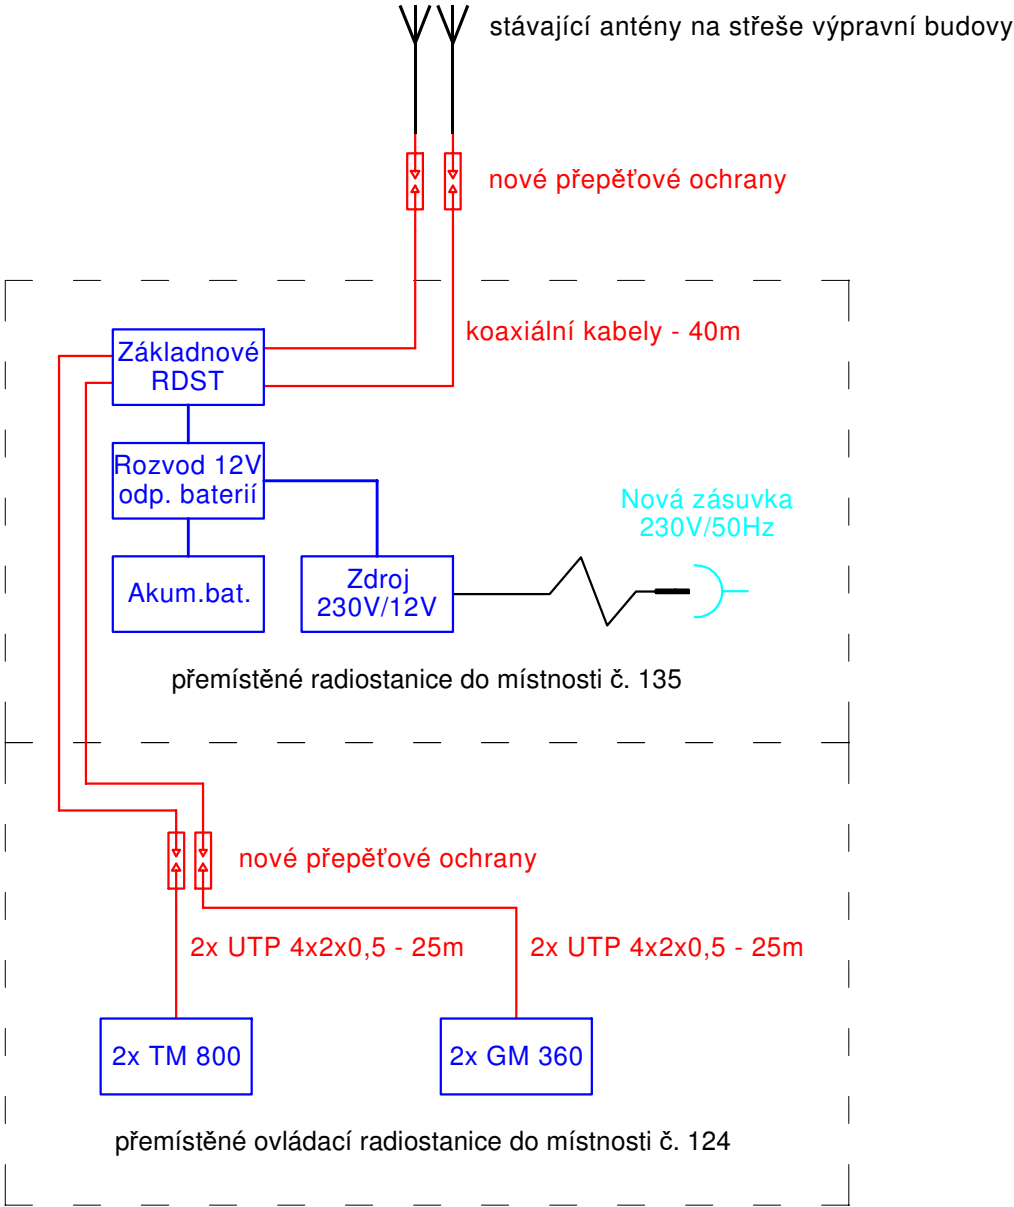 stávající antény na střeše výpravní budovy
nové přepěťové ochrany
koaxiální kabely - 40m
Základnové
RDST
Rozvod 12V
odp. baterií
Nová zásuvka
230V/50Hz
Akum.bat.
Zdroj
230V/12V
přemístěné radiostanice do místnosti č. 135
nové přepěťové ochrany
2x UTP 4x2x0,5 - 25m
2x UTP 4x2x0,5 - 25m
2x TM 800
2x GM 360
přemístěné ovládací radiostanice do místnosti č. 124